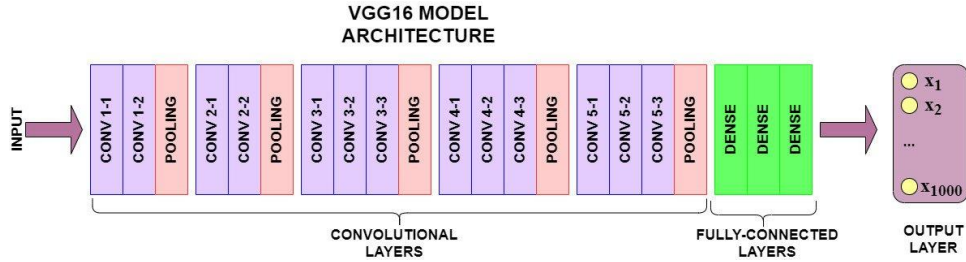 VGG16 MODEL
ARCHITECTURE
INPUT
CONV 1-1
CONV 1-2
POOLING
CONV 2-1
CONV 2-2
POOLING
CONV 3-1
CONV 3-2
CONV 3-3
POOLING
CONV 4-1
CONV 4-2
CONV 4-3
POOLING
CONV 5-1
CONV 5-2
CONV 5-3
POOLING
DENSE
DENSE
DENSE
x1
x2
...
x1000
CONVOLUTIONAL
LAYERS
FULLY-CONNECTED
LAYERS
OUTPUT
LAYER